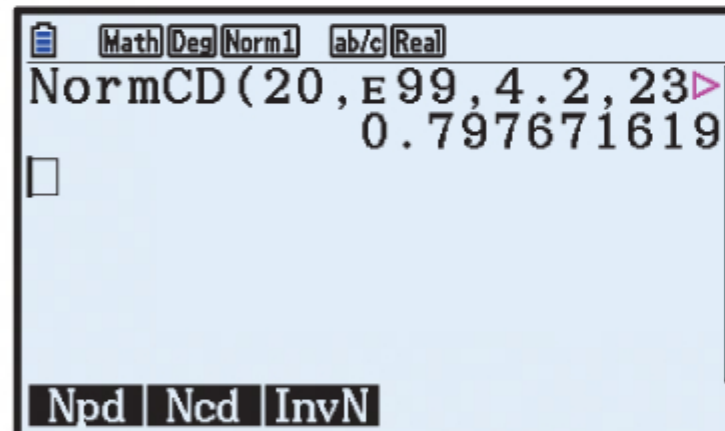 Math Deg Norm1 ab/c Real
NormCD(20,E99,4.2,23▷
0.797671619
Npd Ncd InvN